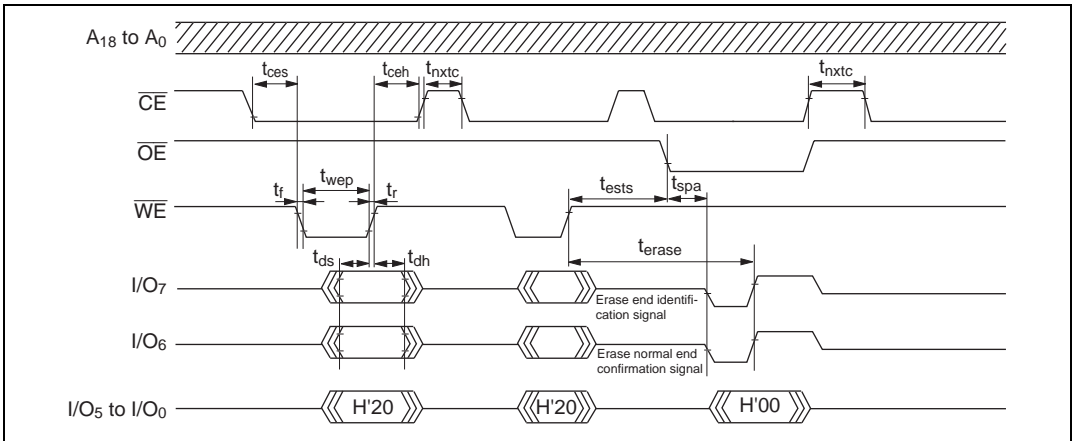 A18 to A0
tces tceh tnxtc tnxtc
CE
OE
tf twep tr tests tspa
WE
tds tdh terase
I/O7
Erase end identifi-
cation signal
I/O6
Erase normal end
confirmation signal
I/O5 to I/O0 H'20 H'20 H'00